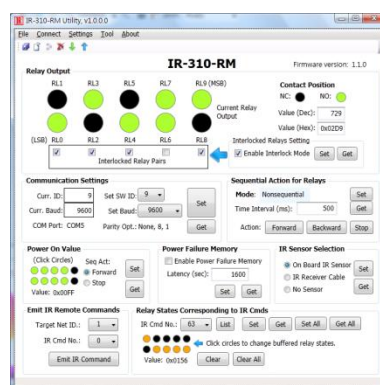 IR-310-RM Utility, v1.0.0.0
File Connect Settings Tool About
IR-310-RM
Firmware version: 1.1.0
Relay Output
RL1 RL3 RL5 RL7 RL9 (MSB)
Current Relay Output
(LSB) RL0 RL2 RL4 RL6 RL8
Interlocked Relay Pairs
Contact Position
NC: NO:
Value (Dec): 729
Value (Hex): 0x02D9
Interlocked Relays Setting
Enable Interlock Mode Set Get
Communication Settings
Curr. ID: 9 Set SW ID: 9
Curr. Baud: 9600 Set Baud: 9600 Set
COM Port: COM5 Parity Opt.: None, 8, 1 Get
Sequential Action for Relays
Mode: Nonsequential Set
Time Interval (ms): 500 Get
Action: Forward Backward Stop
Power On Value
(Click Circles) Seq Act:
Forward Set
Stop
Value: 0x00FF Get
Power Failure Memory
Enable Power Failure Memory
Latency (sec): 1600
Set Get
IR Sensor Selection
On Board IR Sensor Set
IR Receiver Cable
No Sensor Get
Emit IR Remote Commands
Target Net ID.: 1
IR Cmd No.: 0
Emit IR Command
Relay States Corresponding to IR Cmds
IR Cmd No.: 63 List Set Get Set All Get All
Click circles to change buffered relay states.
Value: 0x0156 Clear Clear All